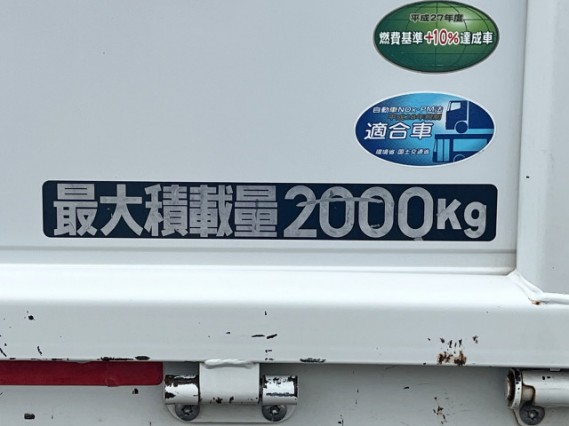 平成27年度
燃費基準+10%達成車
自動車NOx・PM法
適合車
環境省・国土交通省
最大積載量2000Kg